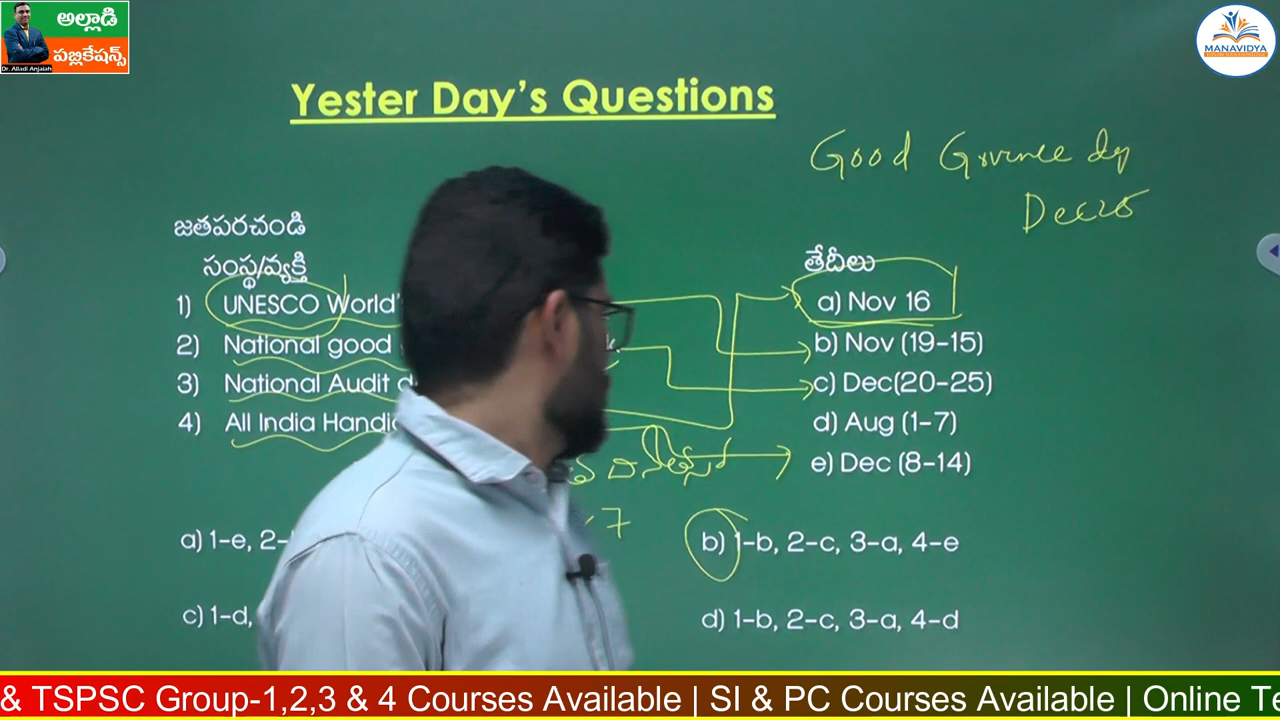 అల్లాడి
పబ్లికేషన్స్
Dr. Alladi Anjaiah
MANAVIDYA
Yester Day's Questions
Good
Dec 25
జతపరచండి
సంస్థ/వ్యక్తి
తేదీలు
1) UNESCO World'
a) Nov 16
2) National good
b) Nov (19-15)
3) National Audit
c) Dec(20-25)
4) All India Handi
d) Aug (1-7)
e) Dec (8-14)
7
a) 1-e, 2-
b) 1-b, 2-c, 3-a, 4-e
c) 1-d,
d) 1-b, 2-c, 3-a, 4-d
& TSPSC Group-1,2,3 & 4 Courses Available | SI & PC Courses Available | Online Te